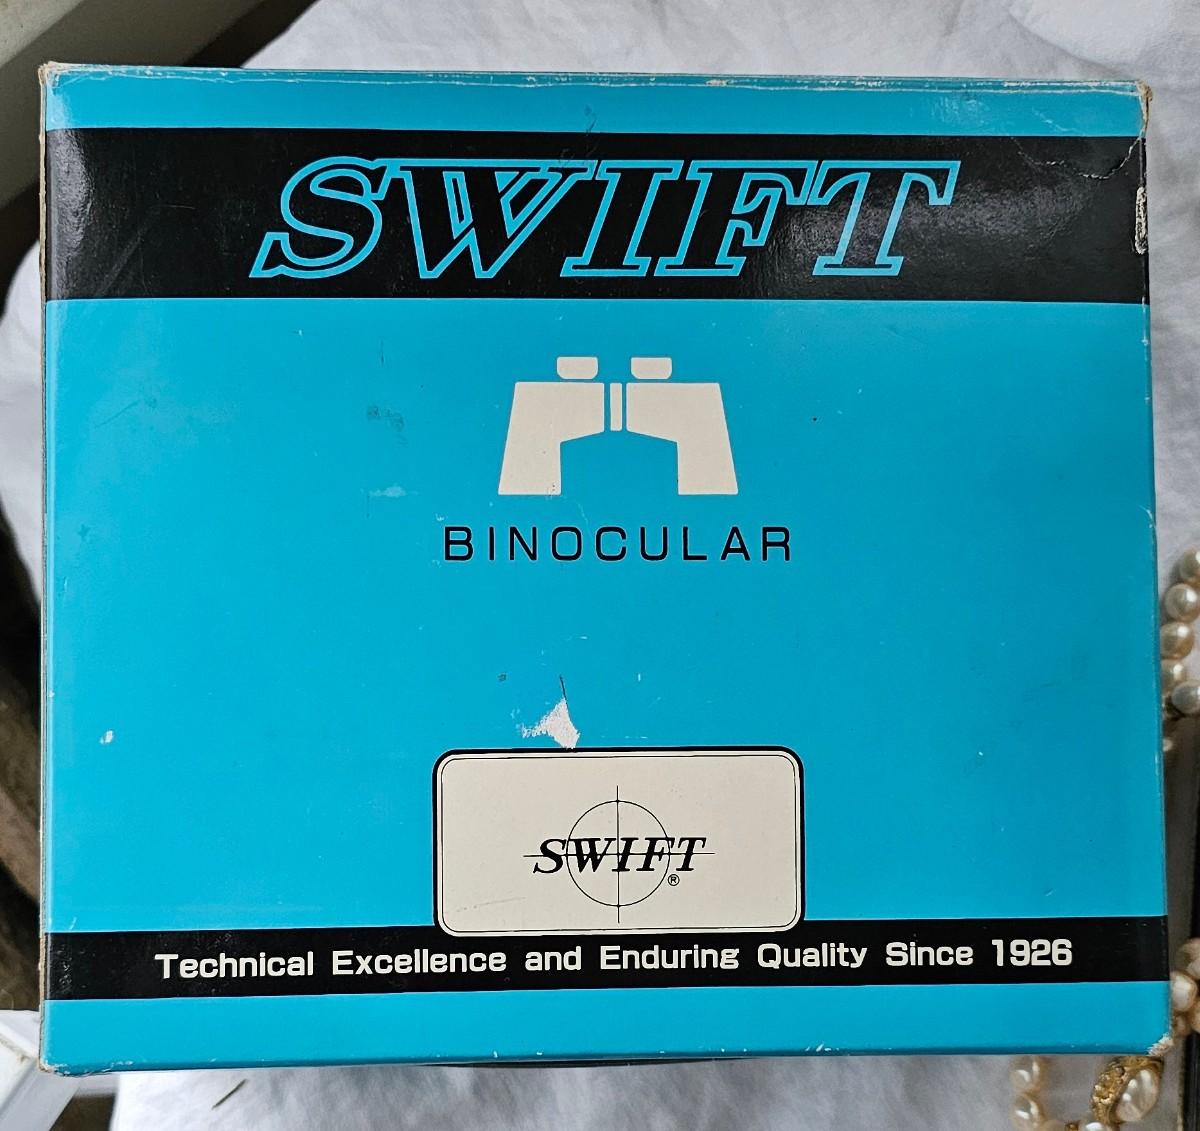 SWIFT
BINOCULAR
SWIFT
®
Technical Excellence and Enduring Quality Since 1926